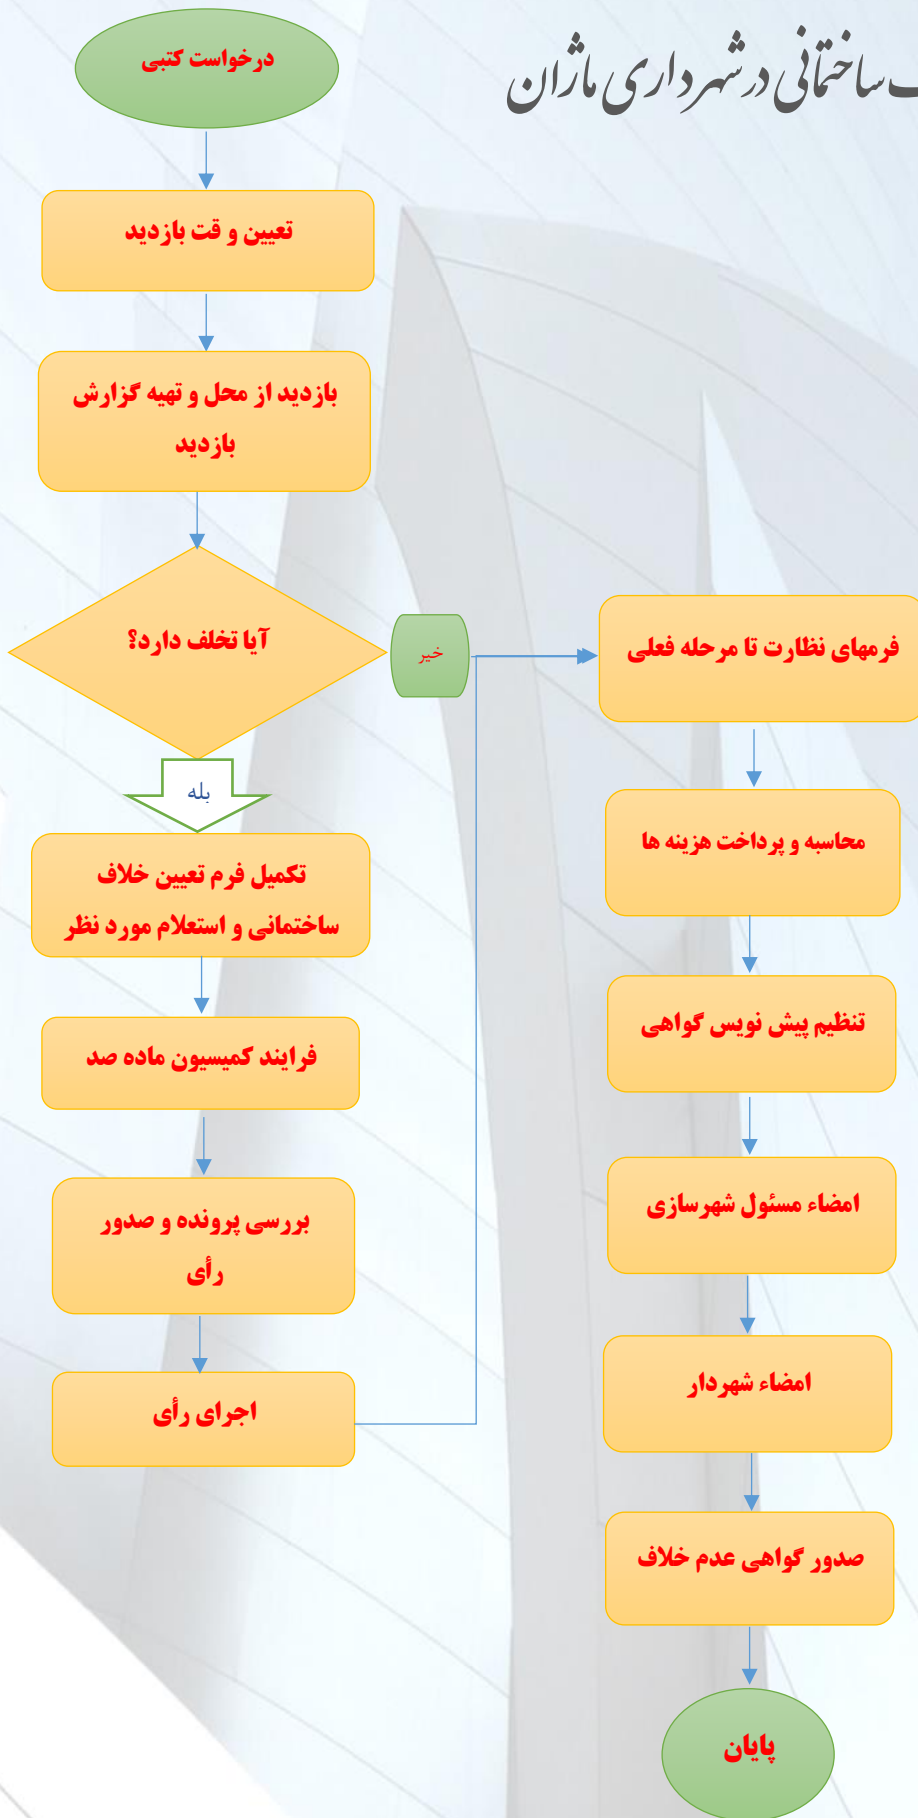 ساختمانی در شهرداری ماژان
درخواست کتبی
تعیین و قت بازدید
بازدید از محل و تهیه گزارش
بازدید
آیا تخلف دارد؟
خیر
بله
تکمیل فرم تعیین خلاف
ساختمانی و استعلام مورد نظر
فرایند کمیسیون ماده صد
بررسی پرونده و صدور
رأی
اجرای رأی
فرمهای نظارت تا مرحله فعلی
محاسبه و پرداخت هزینه ها
تنظیم پیش نویس گواهی
امضاء مسئول شهرسازی
امضاء شهردار
صدور گواهی عدم خلاف
پایان